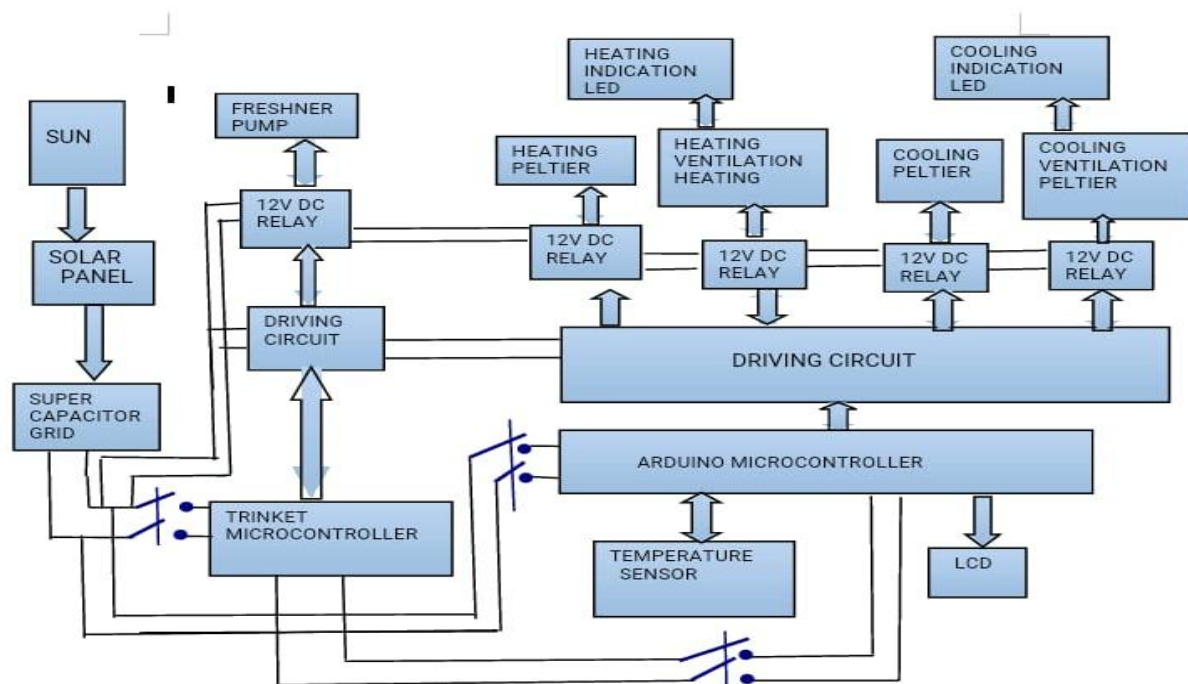 HEATING
INDICATION
LED
COOLING
INDICATION
LED
SUN
FRESHNER
PUMP
HEATING
PELTIER
HEATING
VENTILATION
HEATING
COOLING
PELTIER
COOLING
VENTILATION
PELTIER
12V DC
RELAY
12V DC
RELAY
12V DC
RELAY
12V DC
RELAY
12V DC
RELAY
SOLAR
PANEL
DRIVING
CIRCUIT
DRIVING CIRCUIT
SUPER
CAPACITOR
GRID
ARDUINO MICROCONTROLLER
TRINKET
MICROCONTROLLER
TEMPERATURE
SENSOR
LCD